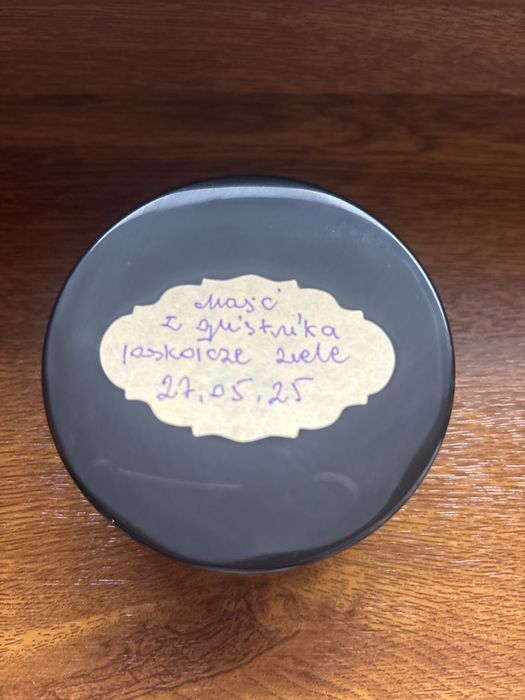 Maść
z glistnika
jaskółcze ziele
27.05.25